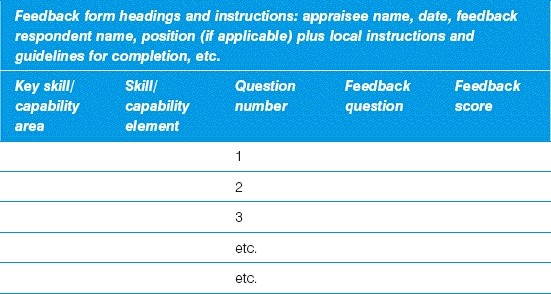 Feedback form headings and instructions: appraisee name, date, feedback
respondent name, position (if applicable) plus local instructions and
guidelines for completion, etc.
Key skill/ Skill/ Question Feedback Feedback
capability capability number question score
area element
1
2
3
etc.
etc.